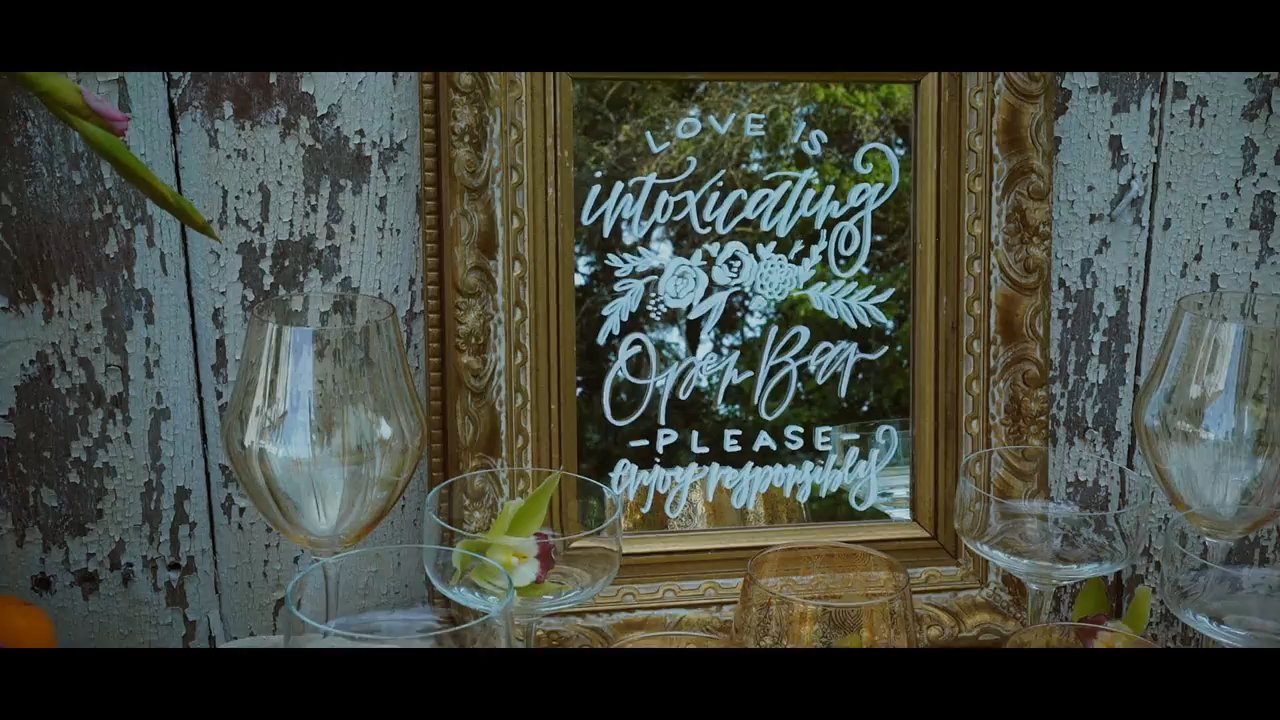 LOVE IS
intoxicating
Open Bar
-PLEASE-
enjoy responsibly